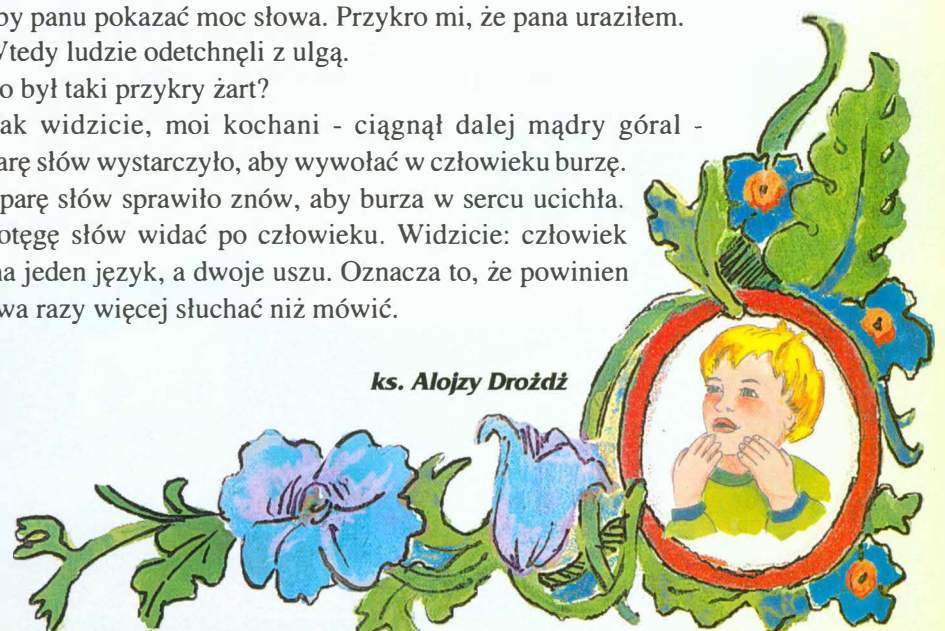 by panu pokazać moc słowa. Przykro mi, że pana uraziłem.
Wtedy ludzie odetchnęli z ulgą.
o był taki przykry żart?
ak widzicie, moi kochani - ciągnął dalej mądry góral -
arę słów wystarczyło, aby wywołać w człowieku burzę.
parę słów sprawiło znów, aby burza w sercu ucichła.
otęgę słów widać po człowieku. Widzicie: człowiek
ma jeden język, a dwoje uszu. Oznacza to, że powinien
wa razy więcej słuchać niż mówić.
ks. Alojzy Drożdż